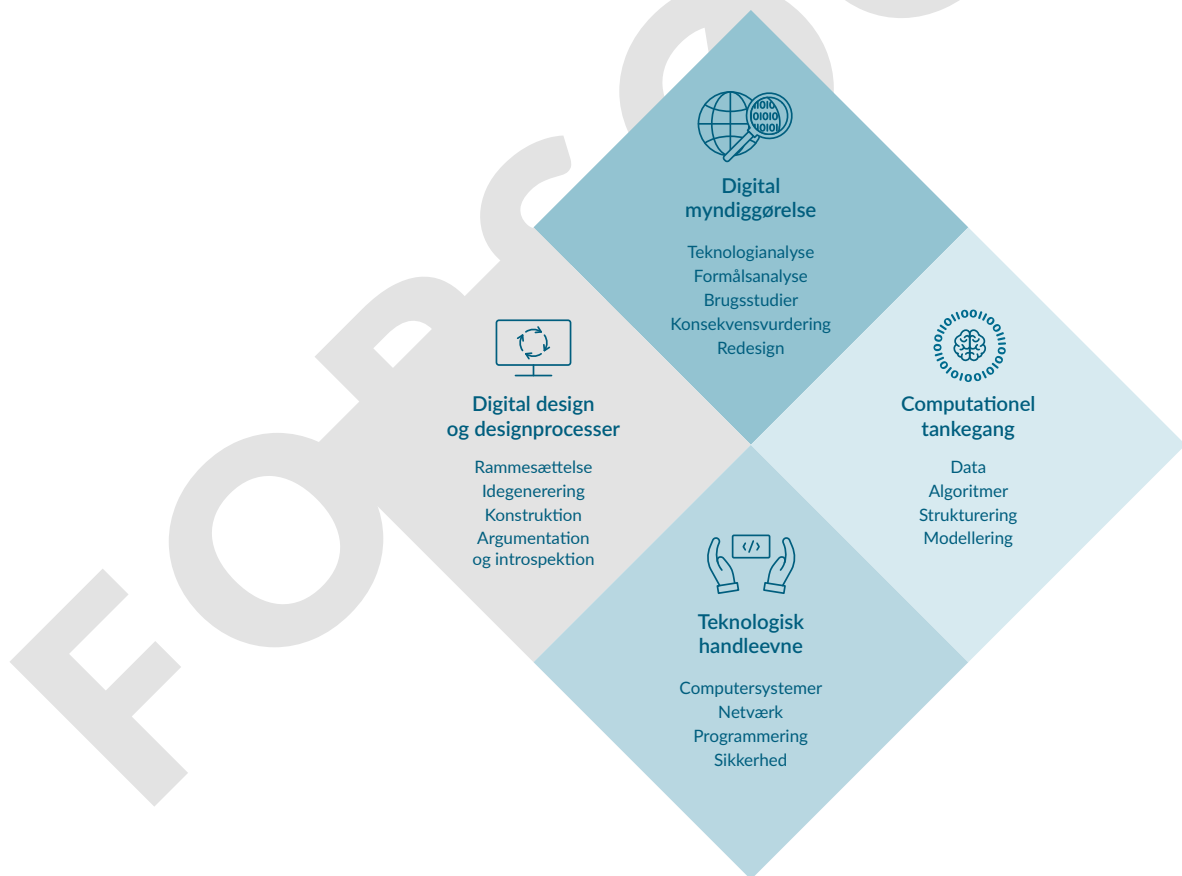 FORSØG
Digital
myndiggørelse
Teknologianalyse
Formålsanalyse
Brugsstudier
Konsekvensvurdering
Redesign
Digital design
og designprocesser
Rammesættelse
Idegenerering
Konstruktion
Argumentation
og introspektion
Computationel
tankegang
Data
Algoritmer
Strukturering
Modellering
Teknologisk
handleevne
Computersystemer
Netværk
Programmering
Sikkerhed